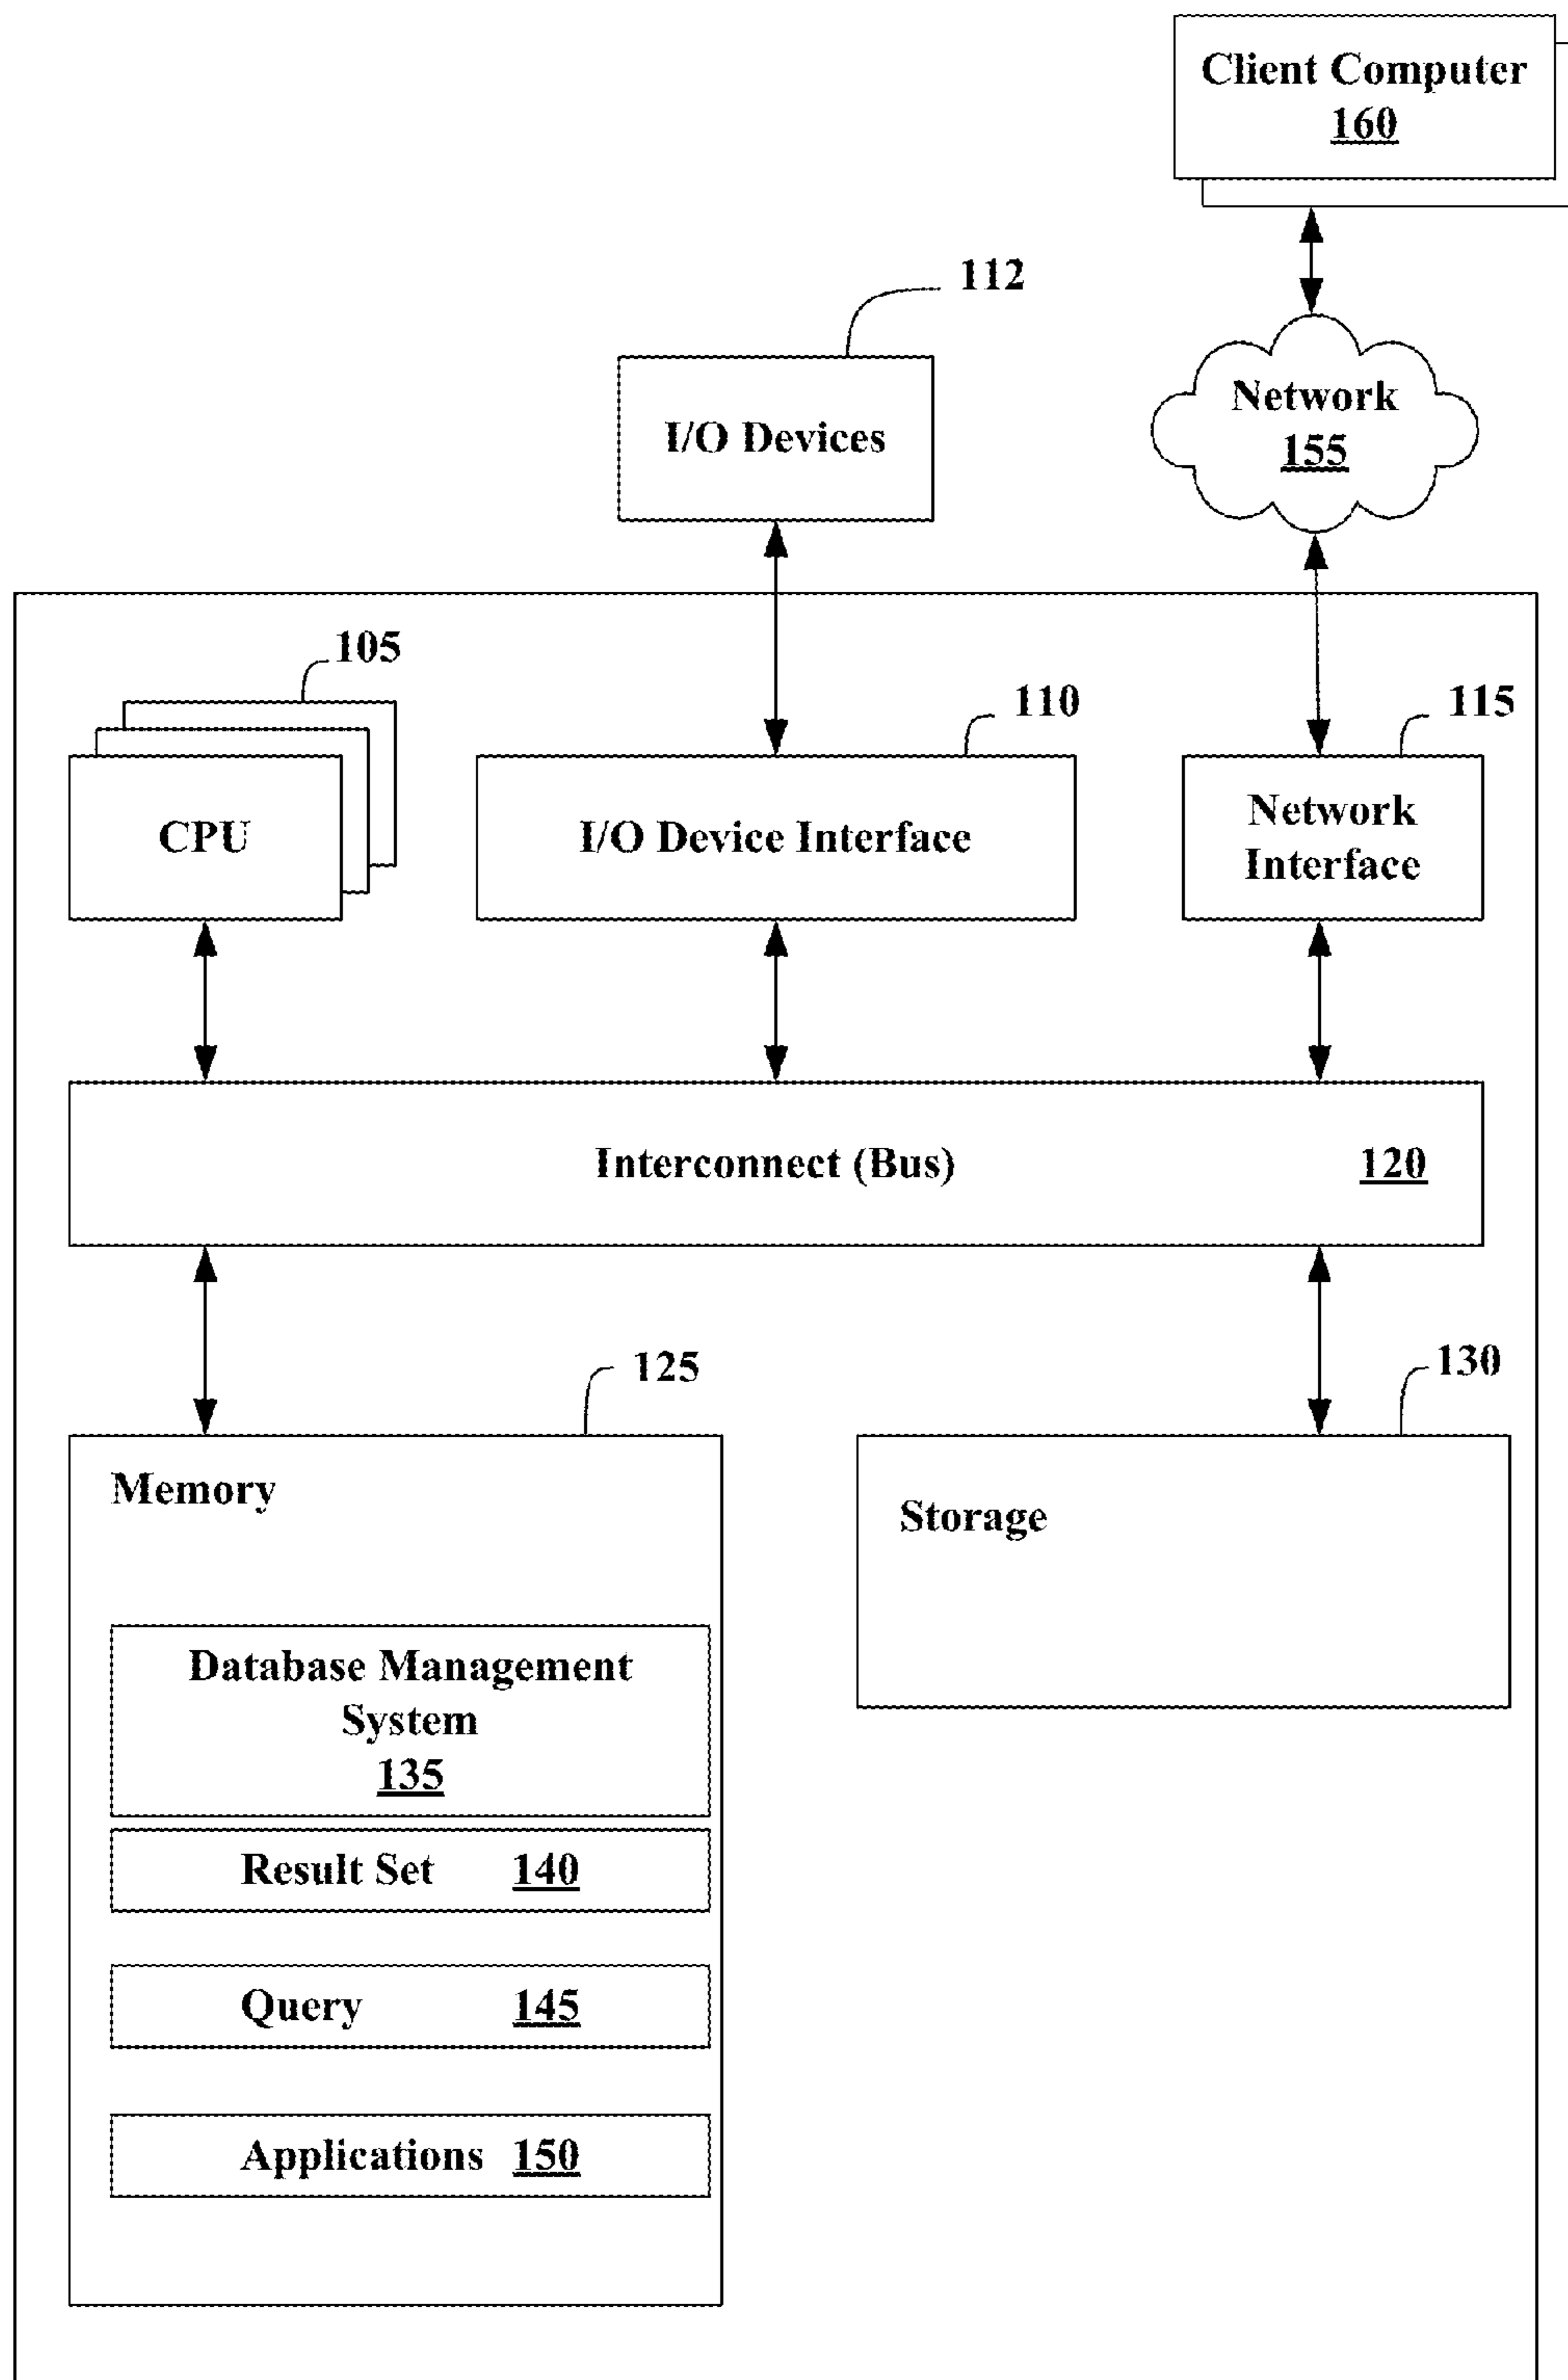 Client Computer
160
112
I/O Devices
Network
155
105
110
115
CPU
I/O Device Interface
Network
Interface
Interconnect (Bus) 120
125
130
Memory
Storage
Database Management
System
135
Result Set 140
Query 145
Applications 150